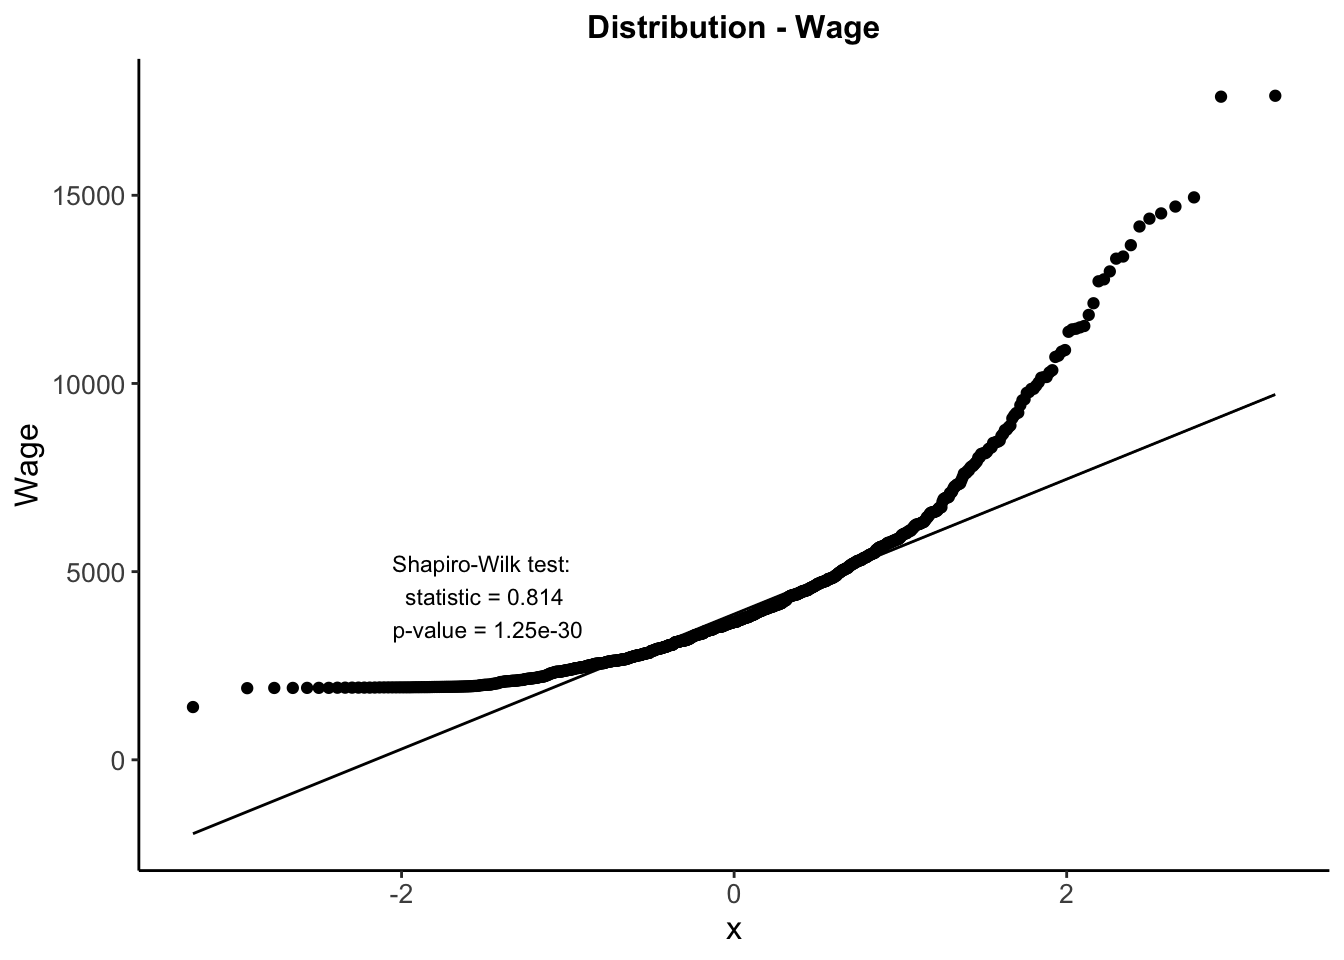 Distribution - Wage
15000
10000
5000
0
Wage
Shapiro-Wilk test:
statistic = 0.814
p-value = 1.25e-30
-2
0
2
x